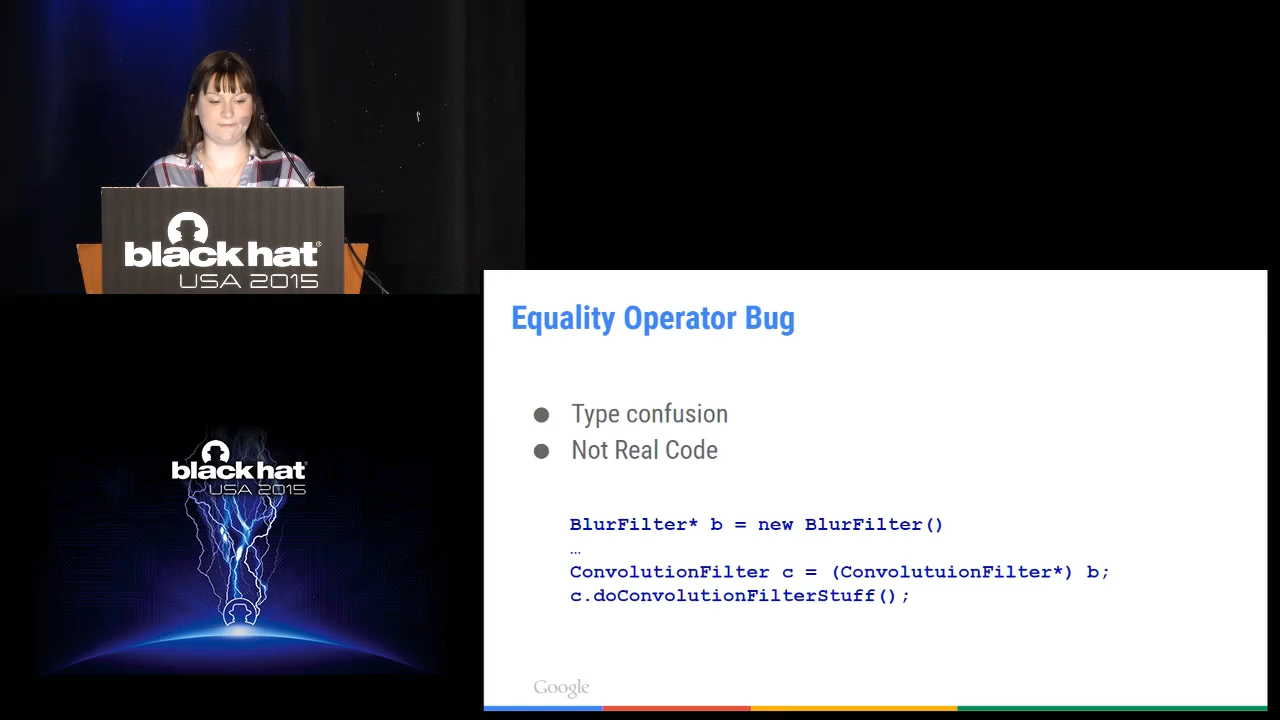 black hat®
USA 2015
Equality Operator Bug
● Type confusion
● Not Real Code
BlurFilter* b = new BlurFilter()
…
ConvolutionFilter c = (ConvolutuionFilter*) b;
c.doConvolutionFilterStuff();
Google
black hat®
USA 2015